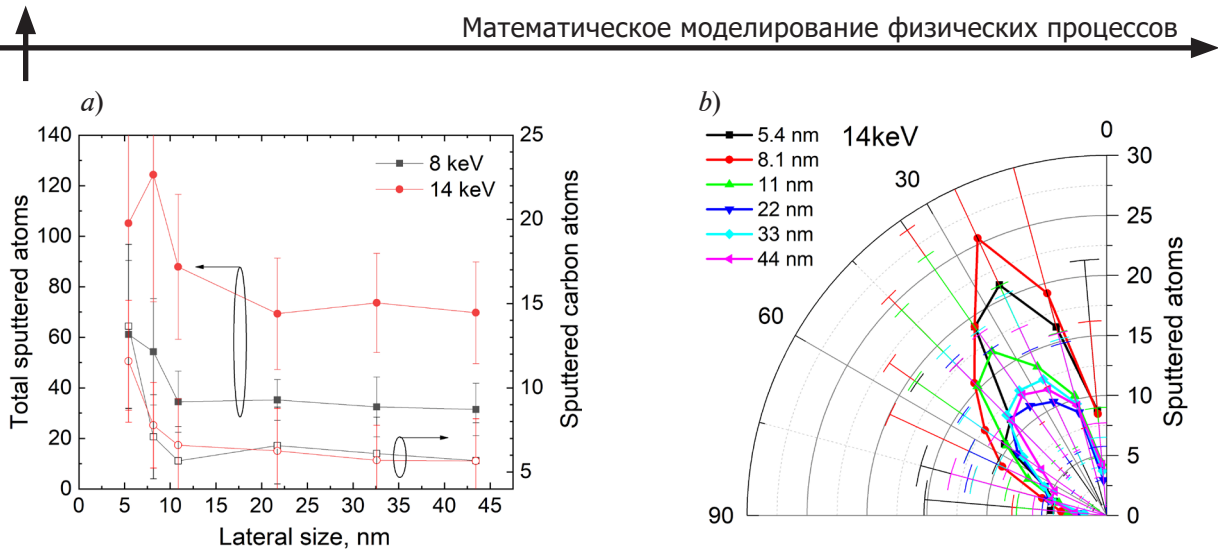 Математическое моделирование физических процессов
a)
140
120
100
80
60
40
20
0
Total sputtered atoms
0 5 10 15 20 25 30 35 40 45
Lateral size, nm
25
20
15
10
5
Sputtered carbon atoms
8 keV
14 keV
b)
5.4 nm
8.1 nm
11 nm
22 nm
33 nm
44 nm
14keV
0
30
60
90
30
25
20
15
10
5
0
Sputtered atoms